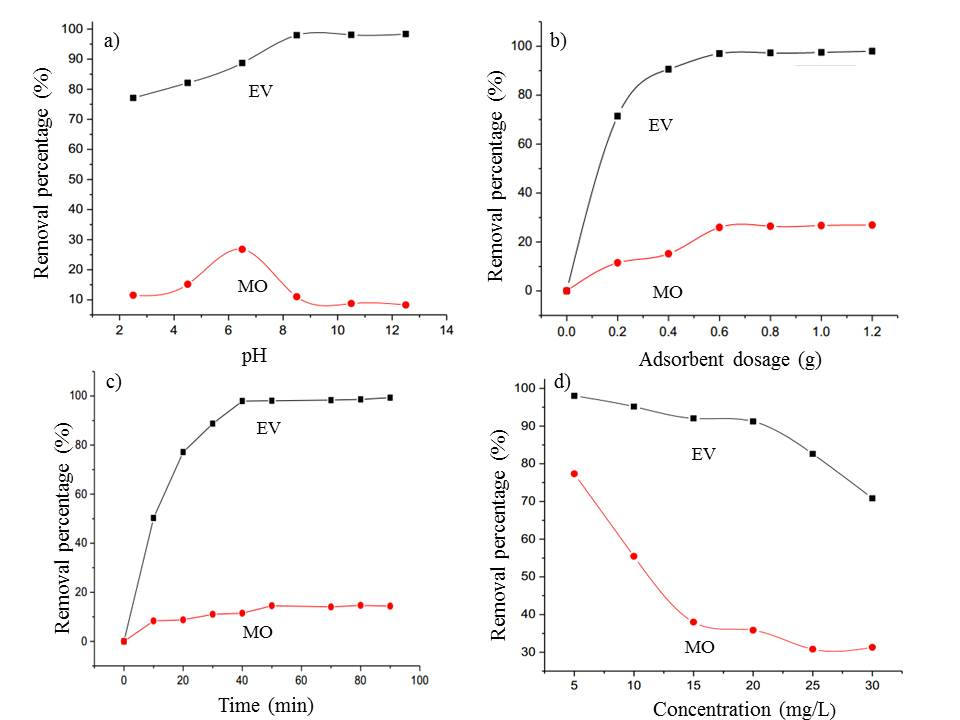 a)
Removal percentage (%)
100
90
80
70
60
50
40
30
20
10
EV
MO
2 4 6 8 10 12 14
pH
b)
Removal percentage (%)
100
80
60
40
20
0
EV
MO
0.0 0.2 0.4 0.6 0.8 1.0 1.2
Adsorbent dosage (g)
c)
Removal percentage (%)
100
80
60
40
20
0
EV
MO
0 20 40 60 80 100
Time (min)
d)
Removal percentage (%)
100
90
80
70
60
50
40
30
EV
MO
5 10 15 20 25 30
Concentration (mg/L)